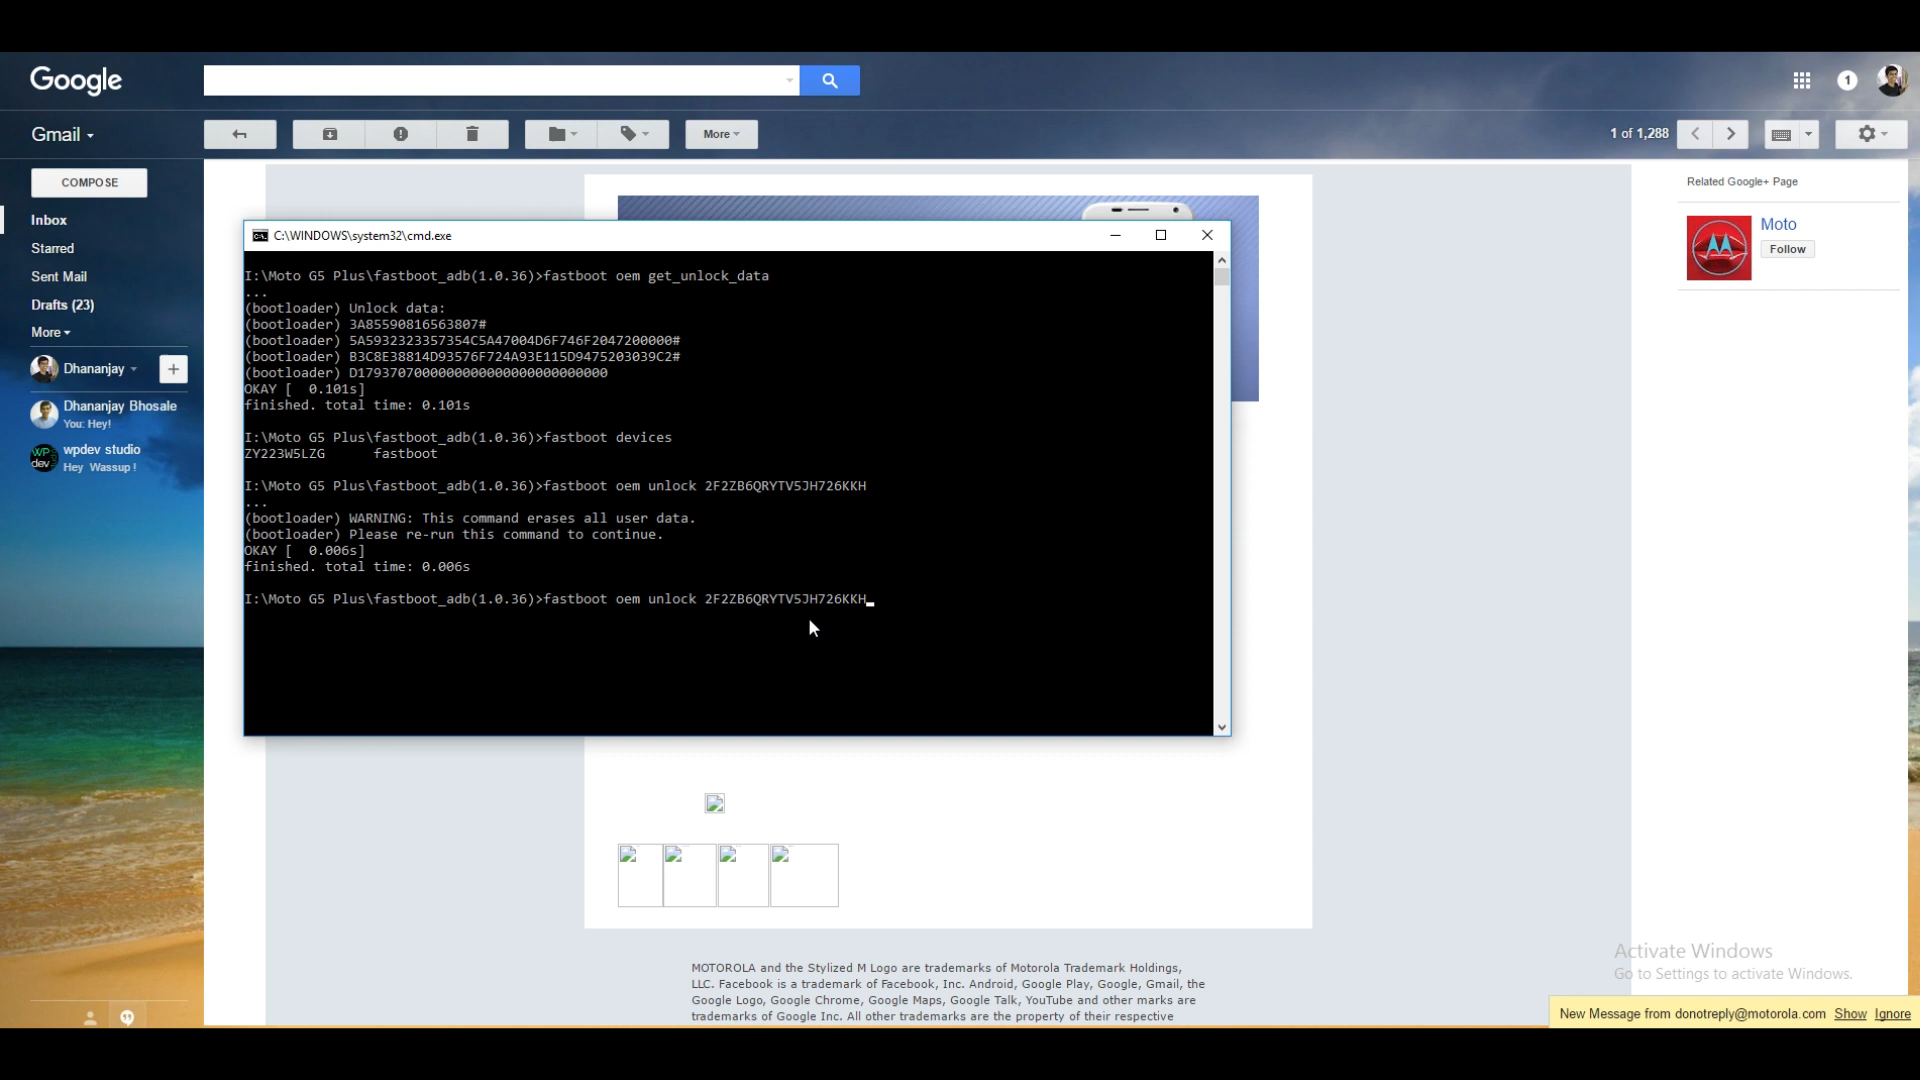 Google
1
Gmail
More
1 of 1,288
COMPOSE
Inbox
Starred
Sent Mail
Drafts (23)
More
Dhananjay
+
Dhananjay Bhosale
You: Hey!
WP
dev
wpdev studio
Hey Wassup !
Related Google+ Page
Moto
Follow
C:\WINDOWS\system32\cmd.exe
I:\Moto G5 Plus\fastboot_adb(1.0.36)>fastboot oem get_unlock_data
...
(bootloader) Unlock data:
(bootloader) 3A85590816563807#
(bootloader) 5A5932323357354C5A47004D6F746F2047200000#
(bootloader) B3C8E38814D93576F724A93E115D9475203039C2#
(bootloader) D1793707000000000000000000000000
OKAY [  0.101s]
finished. total time: 0.101s
I:\Moto G5 Plus\fastboot_adb(1.0.36)>fastboot devices
ZY223W5LZG      fastboot
I:\Moto G5 Plus\fastboot_adb(1.0.36)>fastboot oem unlock 2F2ZB6QRYTV5JH726KKH
...
(bootloader) WARNING: This command erases all user data.
(bootloader) Please re-run this command to continue.
OKAY [  0.006s]
finished. total time: 0.006s
I:\Moto G5 Plus\fastboot_adb(1.0.36)>fastboot oem unlock 2F2ZB6QRYTV5JH726KKH_
MOTOROLA and the Stylized M Logo are trademarks of Motorola Trademark Holdings,
LLC. Facebook is a trademark of Facebook, Inc. Android, Google Play, Google, Gmail, the
Google Logo, Google Chrome, Google Maps, Google Talk, YouTube and other marks are
trademarks of Google Inc. All other trademarks are the property of their respective
Activate Windows
Go to Settings to activate Windows.
New Message from donotreply@motorola.com Show Ignore